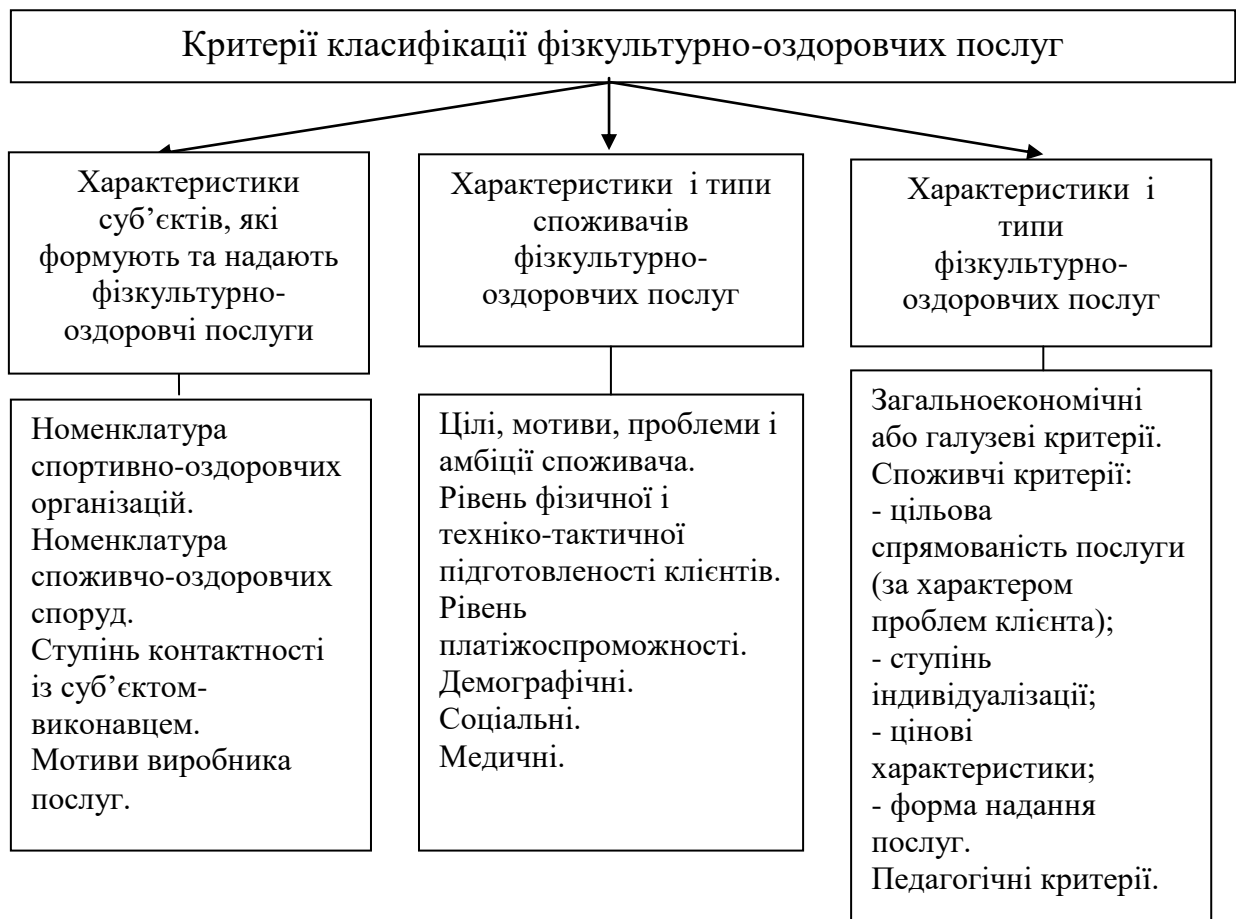 Критерії класифікації фізкультурно-оздоровчих послуг
Характеристики
суб’єктів, які
формують та надають
фізкультурно-
оздоровчі послуги
Характеристики і типи
споживачів
фізкультурно-
оздоровчих послуг
Характеристики і
типи
фізкультурно-
оздоровчих послуг
Номенклатура
спортивно-оздоровчих
організацій.
Номенклатура
споживчо-оздоровчих
споруд.
Ступінь контактності
із суб’єктом-
виконавцем.
Мотиви виробника
послуг.
Цілі, мотиви, проблеми і
амбіції споживача.
Рівень фізичної і
техніко-тактичної
підготовленості клієнтів.
Рівень
платіжоспроможності.
Демографічні.
Соціальні.
Медичні.
Загальноекономічні
або галузеві критерії.
Споживчі критерії:
- цільова
спрямованість послуги
(за характером
проблем клієнта);
- ступінь
індивідуалізації;
- цінові
характеристики;
- форма надання
послуг.
Педагогічні критерії.